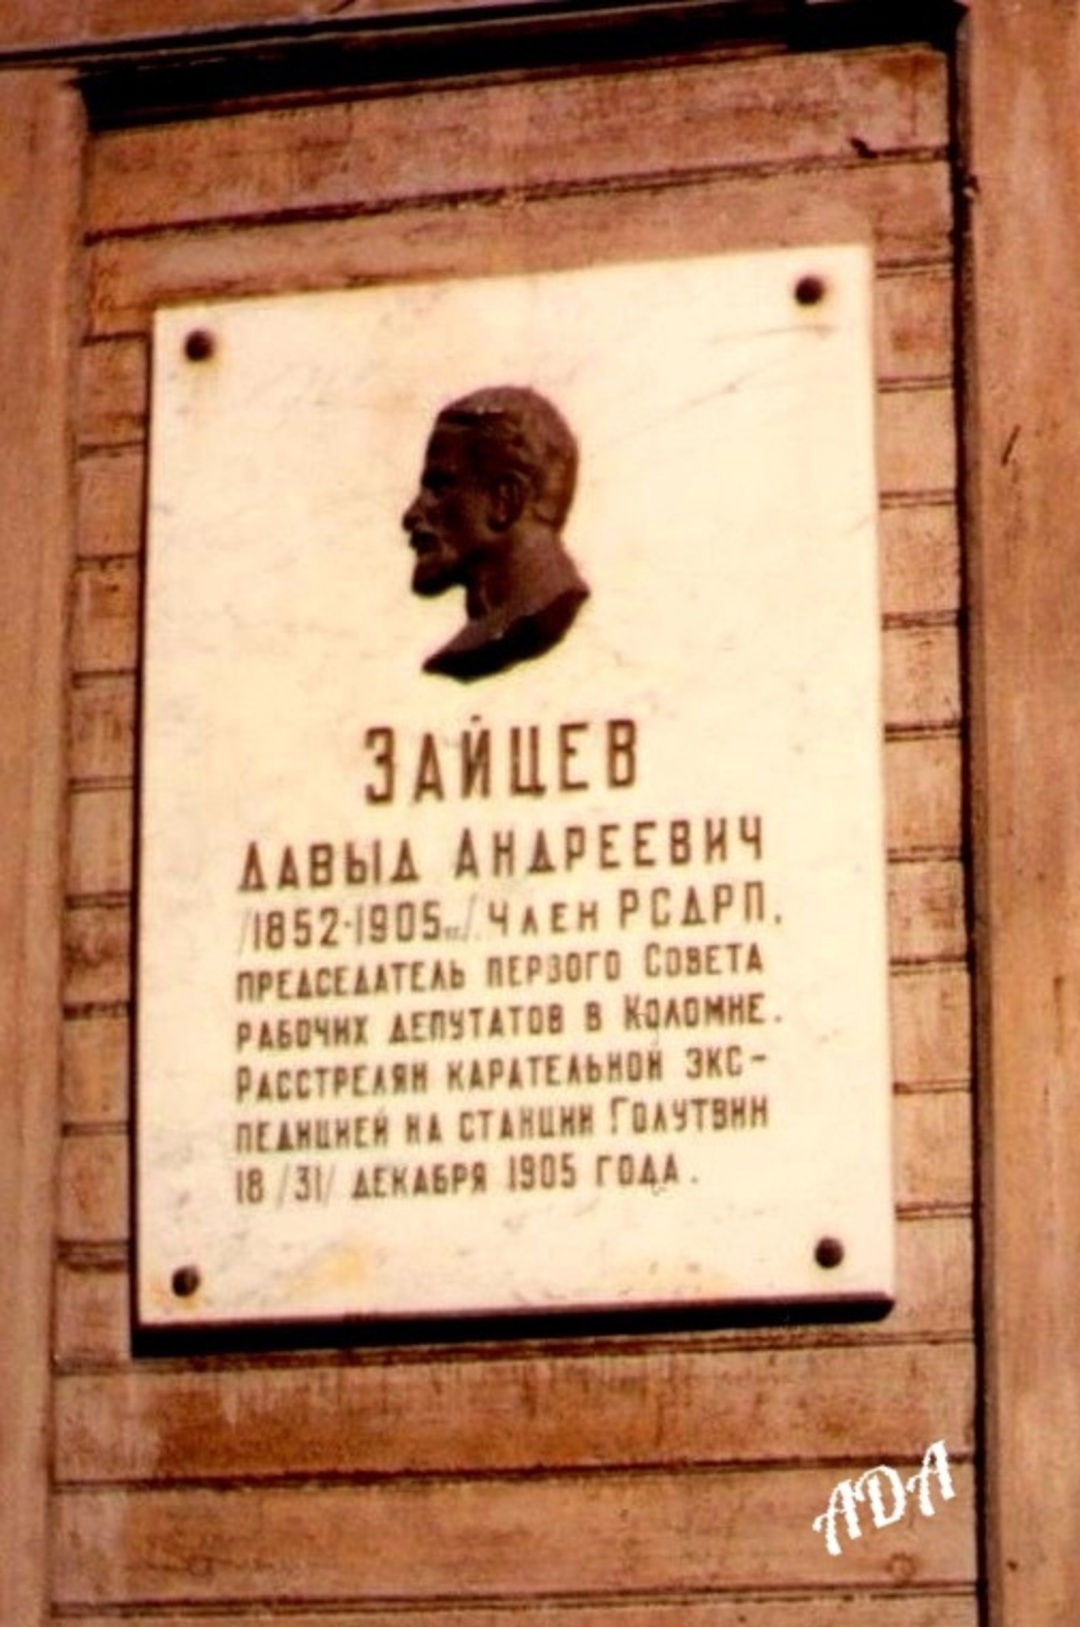 ЗАЙЦЕВ
ДАВЫД АНДРЕЕВИЧ
/1852-1905гг/. ЧЛЕН РСДРП,
ПРЕДСЕДАТЕЛЬ ПЕРВОГО СОВЕТА
РАБОЧИХ ДЕПУТАТОВ В КОЛОМНЕ.
РАССТРЕЛЯН КАРАТЕЛЬНОЙ ЭКС-
ПЕДИЦИЕЙ НА СТАНЦИИ ГОЛУТВИН
18 /31/ ДЕКАБРЯ 1905 ГОДА.
ADA